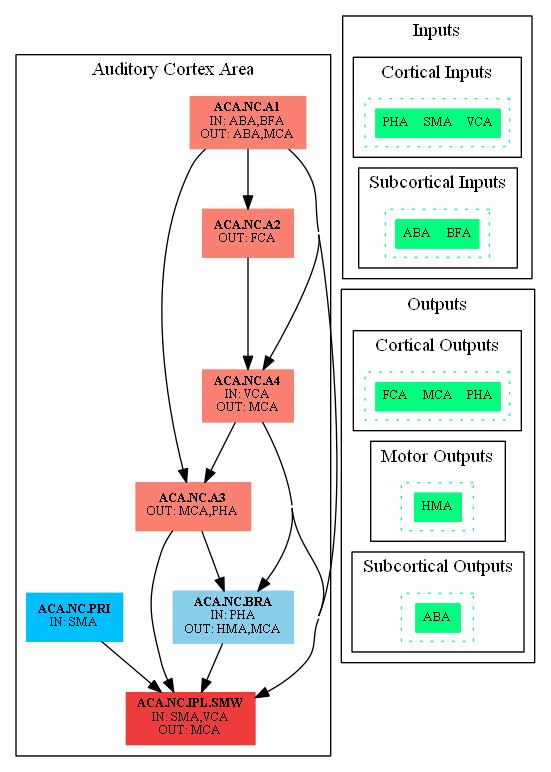 Auditory Cortex Area
ACA.NC.A1
IN: ABA,BFA
OUT: ABA,MCA
ACA.NC.A2
OUT: FCA
ACA.NC.A4
IN: VCA
OUT: MCA
ACA.NC.A3
OUT: MCA,PHA
ACA.NC.PRI
IN: SMA
ACA.NC.BRA
IN: PHA
OUT: HMA,MCA
ACA.NC.IPL.SMW
IN: SMA,VCA
OUT: MCA
Inputs
Cortical Inputs
PHA SMA VCA
Subcortical Inputs
ABA BFA
Outputs
Cortical Outputs
FCA MCA PHA
Motor Outputs
HMA
Subcortical Outputs
ABA